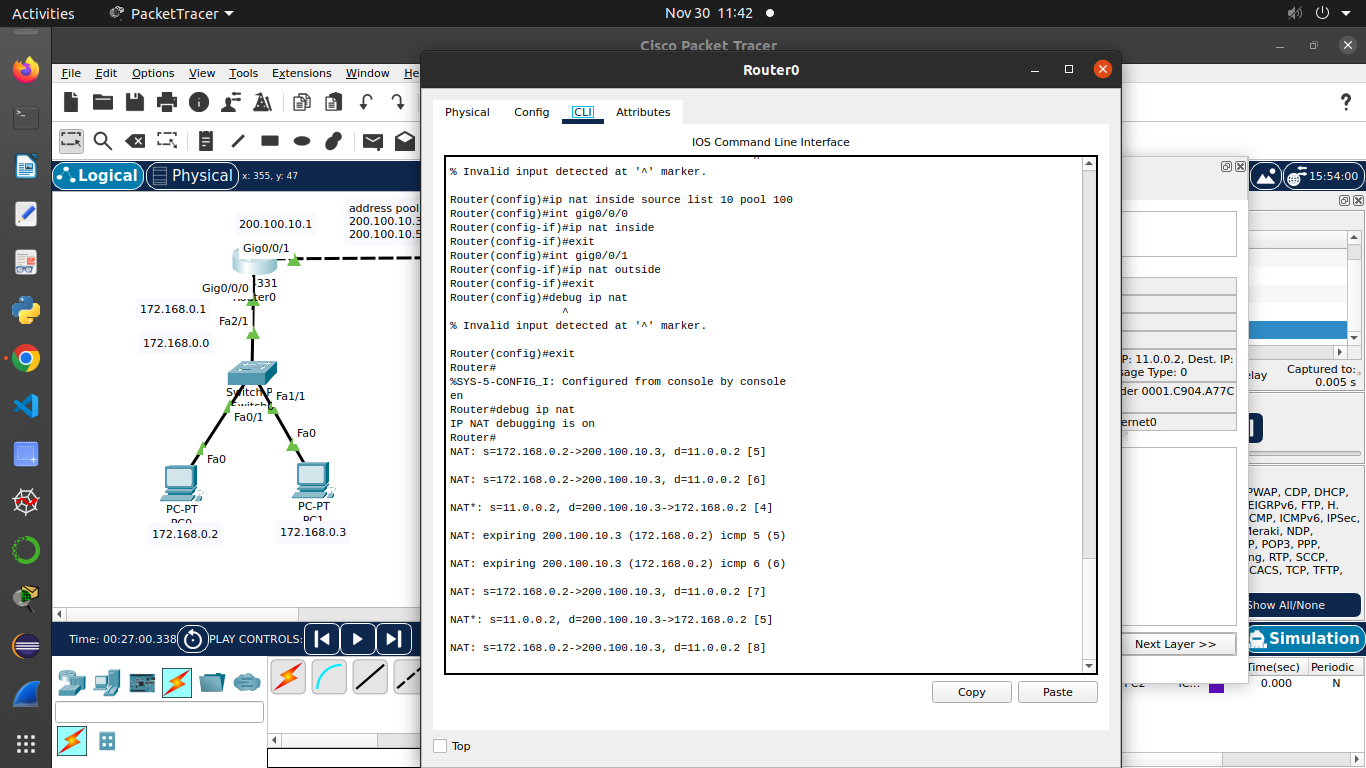 Activities
PacketTracer
Nov 30 11:42
Cisco Packet Tracer
File Edit Options View Tools Extensions Window He
Router0
Physical Config CLI Attributes
IOS Command Line Interface
Logical Physical x: 355, y: 47
15:54:00
^
% Invalid input detected at '^' marker.
Router(config)#ip nat inside source list 10 pool 100
Router(config)#int gig0/0/0
Router(config-if)#ip nat inside
Router(config-if)#exit
Router(config)#int gig0/0/1
Router(config-if)#ip nat outside
Router(config-if)#exit
Router(config)#debug ip nat
^
% Invalid input detected at '^' marker.
Router(config)#exit
Router#
%SYS-5-CONFIG_I: Configured from console by console
en
Router#debug ip nat
IP NAT debugging is on
Router#
NAT: s=172.168.0.2->200.100.10.3, d=11.0.0.2 [5]
NAT: s=172.168.0.2->200.100.10.3, d=11.0.0.2 [6]
NAT*: s=11.0.0.2, d=200.100.10.3->172.168.0.2 [4]
NAT: expiring 200.100.10.3 (172.168.0.2) icmp 5 (5)
NAT: expiring 200.100.10.3 (172.168.0.2) icmp 6 (6)
NAT: s=172.168.0.2->200.100.10.3, d=11.0.0.2 [7]
NAT*: s=11.0.0.2, d=200.100.10.3->172.168.0.2 [5]
NAT: s=172.168.0.2->200.100.10.3, d=11.0.0.2 [8]
Copy Paste
Top
address pool
200.100.10.3
200.100.10.5
200.100.10.1
Gig0/0/1
331
Router0
Gig0/0/0
172.168.0.1
Fa2/1
172.168.0.0
Switch-P
Fa1/1
Fa0/1
Fa0
Fa0
PC-PT
PC0
PC-PT
PC1
172.168.0.2
172.168.0.3
Time: 00:27:00.338 PLAY CONTROLS:
P: 11.0.0.2, Dest. IP:
sage Type: 0
der 0001.C904.A77C
ernet0
Next Layer >>
elay
Captured to:
0.005 s
PWAP, CDP, DHCP,
EIGRPv6, FTP, H.
CMP, ICMPv6, IPSec,
Meraki, NDP,
P, POP3, PPP,
ng, RTP, SCCP,
CACS, TCP, TFTP,
Show All/None
Simulation
Time(sec) Periodic
PC2 IC... 0.000 N